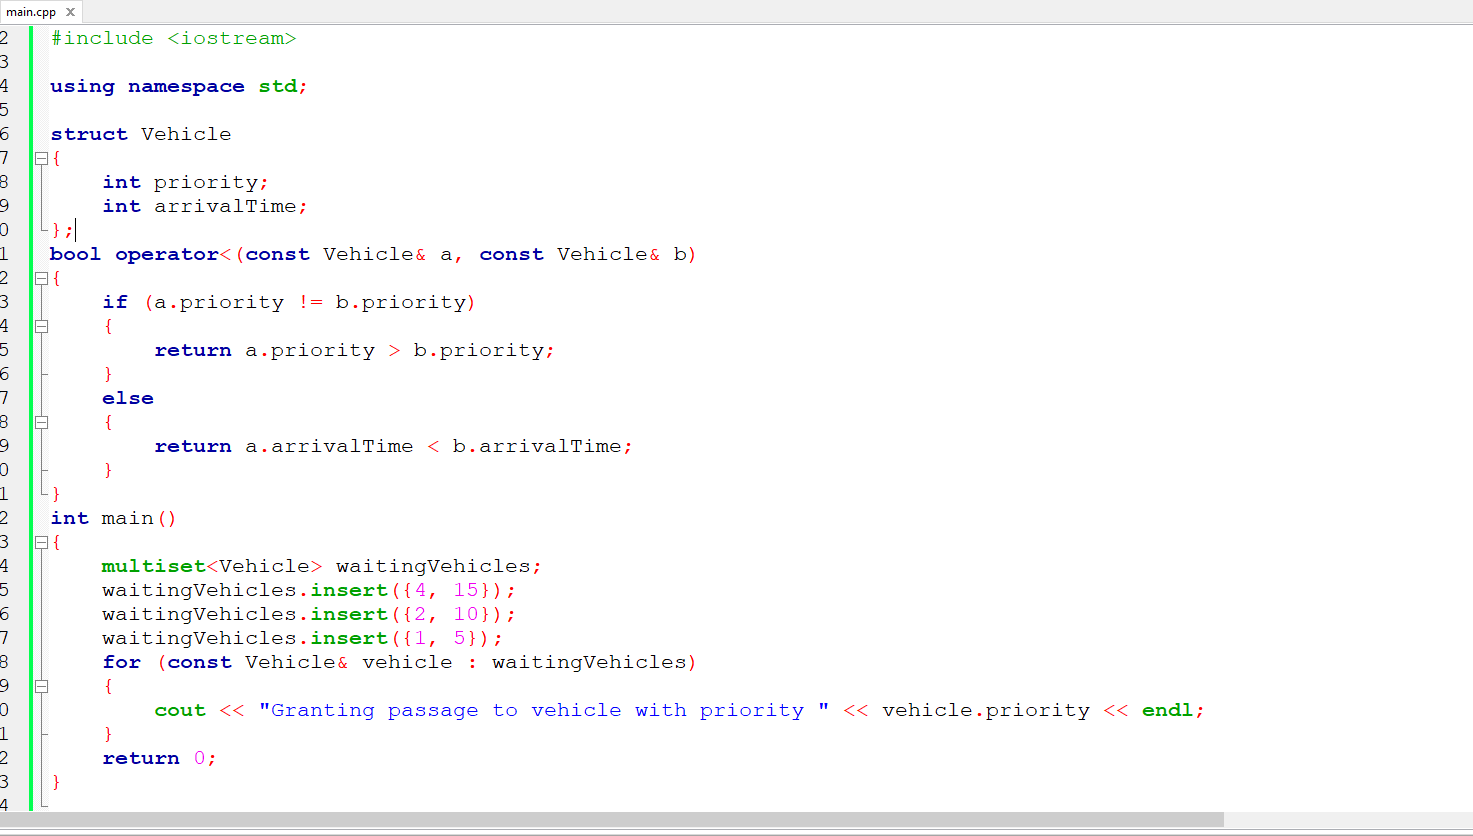 main.cpp X
2 #include <iostream>
3
4 using namespace std;
5
6 struct Vehicle
7 {
8     int priority;
9     int arrivalTime;
0 };
1 bool operator<(const Vehicle& a, const Vehicle& b)
2 {
3     if (a.priority != b.priority)
4     {
5         return a.priority > b.priority;
6     }
7     else
8     {
9         return a.arrivalTime < b.arrivalTime;
0     }
1 }
2 int main()
3 {
4     multiset<Vehicle> waitingVehicles;
5     waitingVehicles.insert({4, 15});
6     waitingVehicles.insert({2, 10});
7     waitingVehicles.insert({1, 5});
8     for (const Vehicle& vehicle : waitingVehicles)
9     {
0         cout << "Granting passage to vehicle with priority " << vehicle.priority << endl;
1     }
2     return 0;
3 }
4